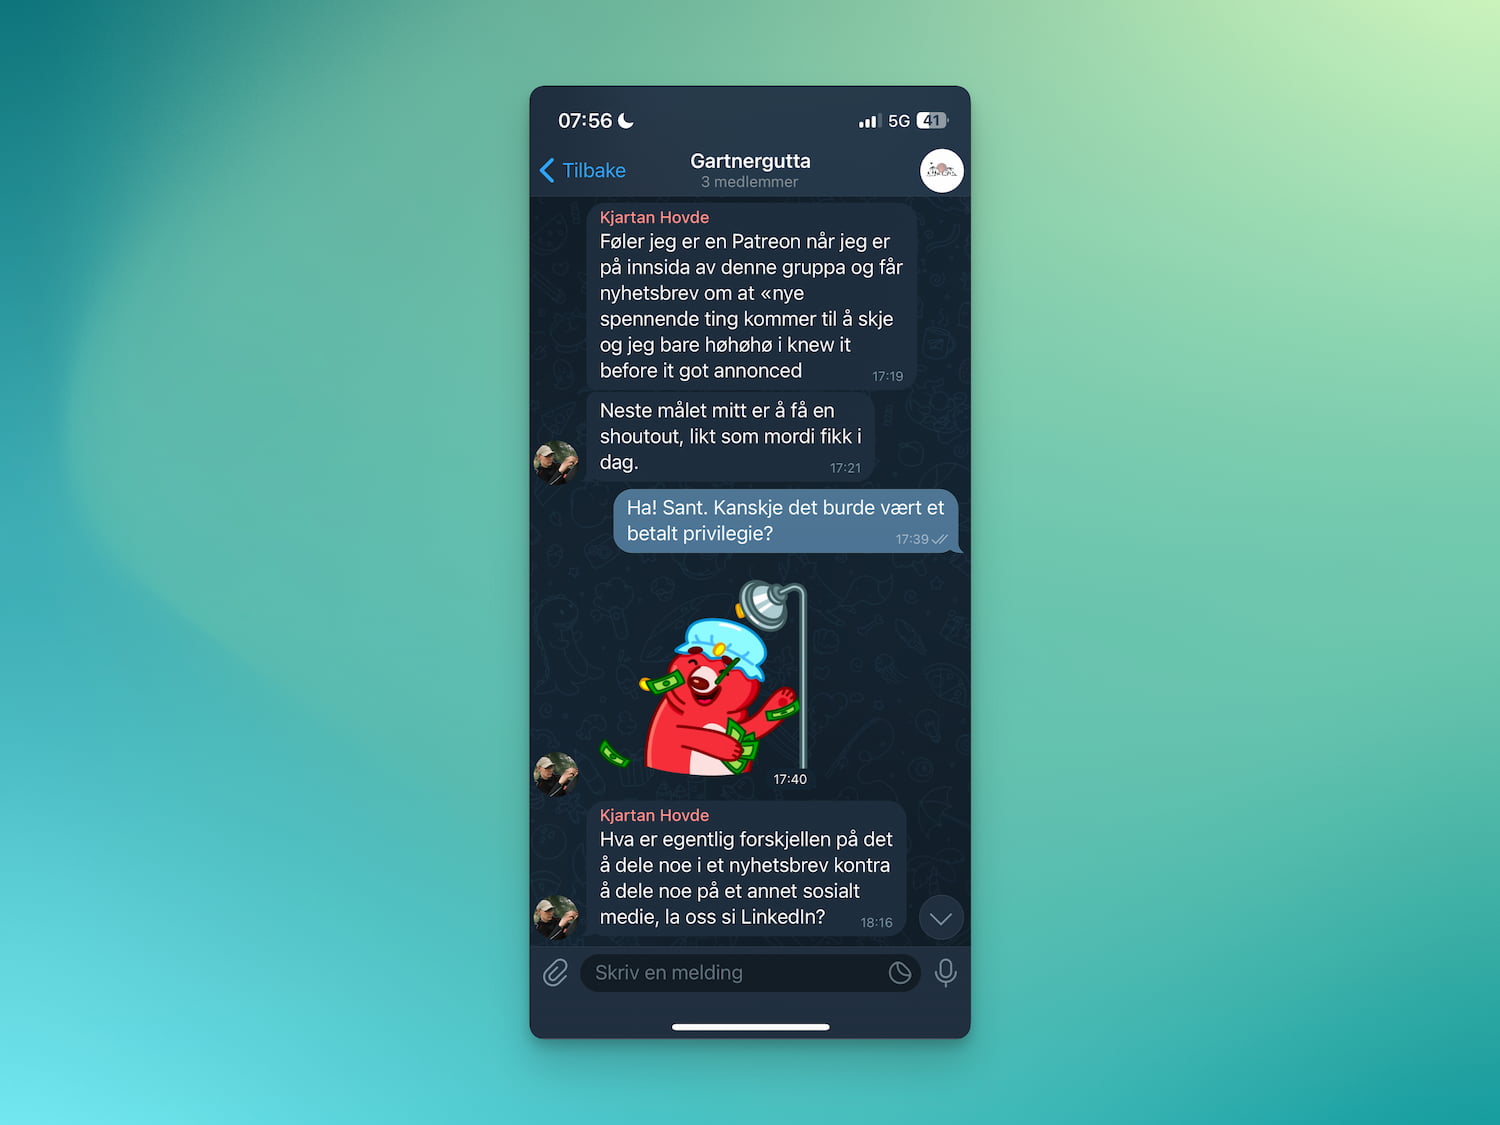 07:56
5G 41
Tilbake
Gartnergutta
3 medlemmer
Kjartan Hovde
Føler jeg er en Patreon når jeg er
på innsida av denne gruppa og får
nyhetsbrev om at «nye
spennende ting kommer til å skje
og jeg bare høhøhø i knew it
before it got annonced
17:19
Neste målet mitt er å få en
shoutout, likt som mordi fikk i
dag.
17:21
Ha! Sant. Kanskje det burde vært et
betalt privilegie?
17:39
17:40
Kjartan Hovde
Hva er egentlig forskjellen på det
å dele noe i et nyhetsbrev kontra
å dele noe på et annet sosialt
medie, la oss si LinkedIn?
18:16
Skriv en melding